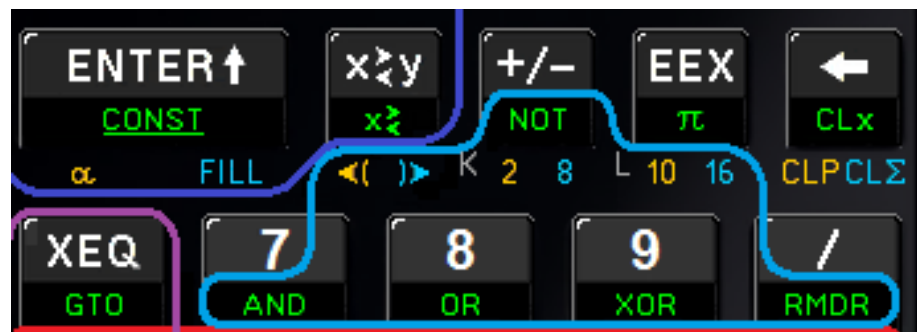 ENTER↑ x≷y +/− EEX ←
CONST x≷ NOT π CLx
α FILL ◀( )▶ K 2 8 L 10 16 CLP CLΣ
XEQ 7 8 9 /
GTO AND OR XOR RMDR